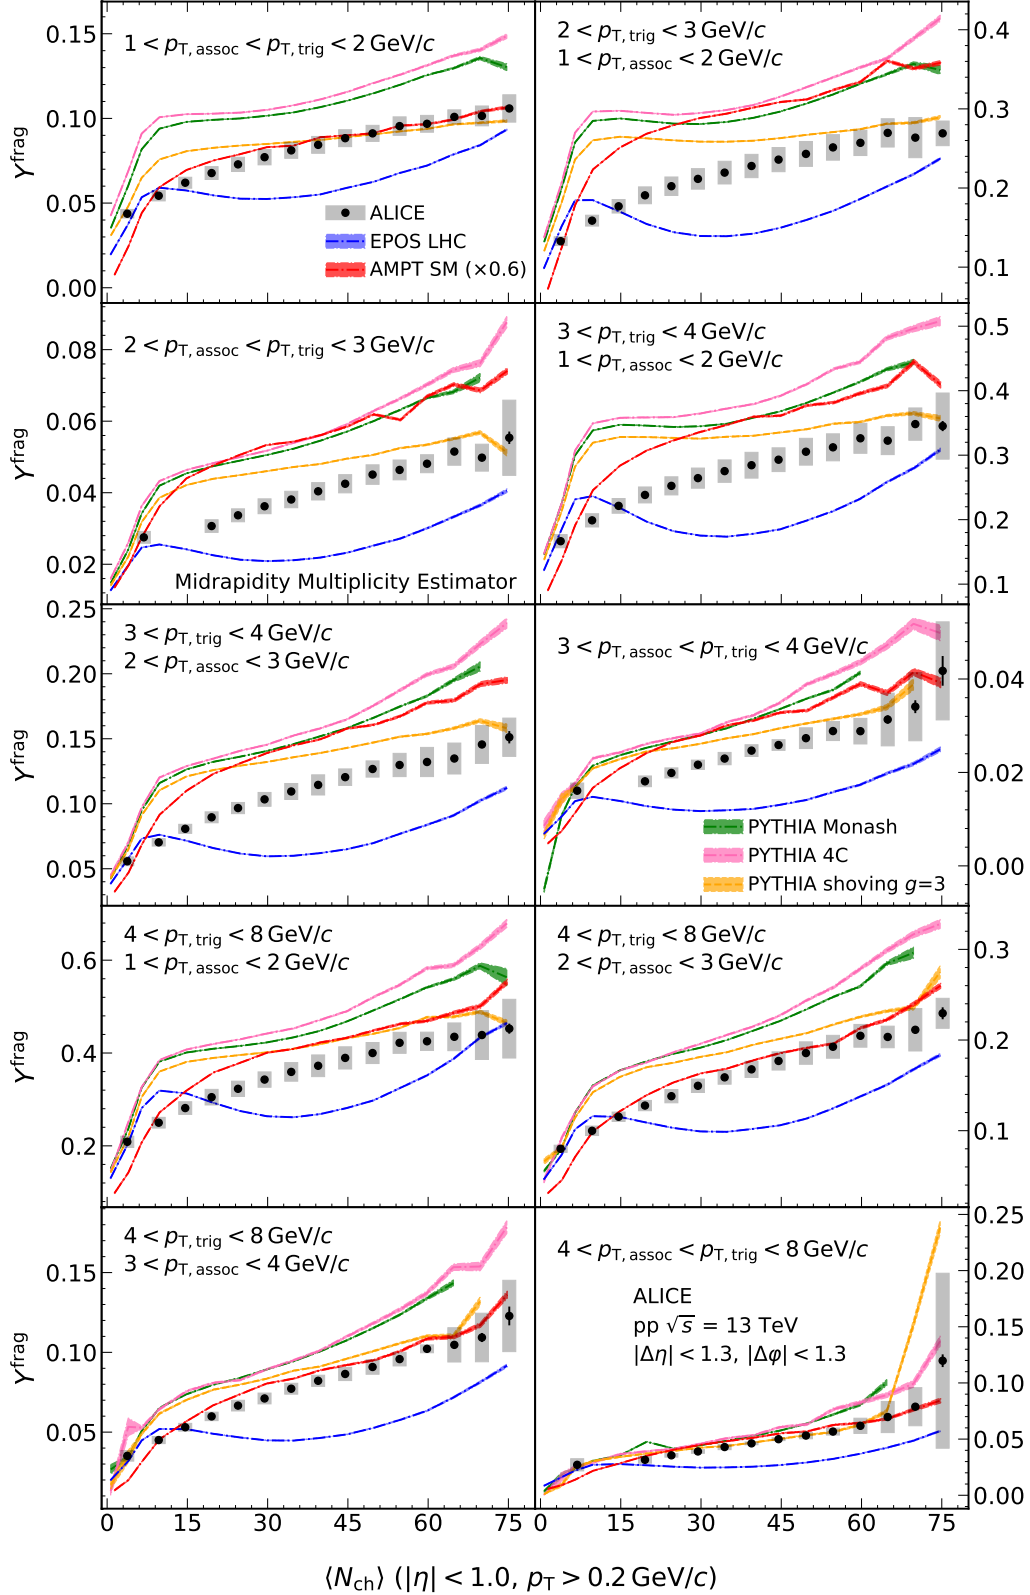 1 < pT, assoc < pT, trig < 2 GeV/c
2 < pT, trig < 3 GeV/c
1 < pT, assoc < 2 GeV/c
0.15
0.10
0.05
0.00
Yfrag
ALICE
EPOS LHC
AMPT SM (×0.6)
0.4
0.3
0.2
0.1
2 < pT, assoc < pT, trig < 3 GeV/c
3 < pT, trig < 4 GeV/c
1 < pT, assoc < 2 GeV/c
0.08
0.06
0.04
0.02
Yfrag
Midrapidity Multiplicity Estimator
0.5
0.4
0.3
0.2
0.1
3 < pT, trig < 4 GeV/c
2 < pT, assoc < 3 GeV/c
3 < pT, assoc < pT, trig < 4 GeV/c
0.25
0.20
0.15
0.10
0.05
Yfrag
0.04
0.02
0.00
PYTHIA Monash
PYTHIA 4C
PYTHIA shoving g=3
4 < pT, trig < 8 GeV/c
1 < pT, assoc < 2 GeV/c
4 < pT, trig < 8 GeV/c
2 < pT, assoc < 3 GeV/c
0.6
0.4
0.2
Yfrag
0.3
0.2
0.1
4 < pT, trig < 8 GeV/c
3 < pT, assoc < 4 GeV/c
4 < pT, assoc < pT, trig < 8 GeV/c
ALICE
pp √s = 13 TeV
|Δη| < 1.3, |Δφ| < 1.3
0.15
0.10
0.05
Yfrag
0.25
0.20
0.15
0.10
0.05
0.00
0 15 30 45 60 75 0 15 30 45 60 75
⟨Nch⟩ (|η| < 1.0, pT > 0.2 GeV/c)